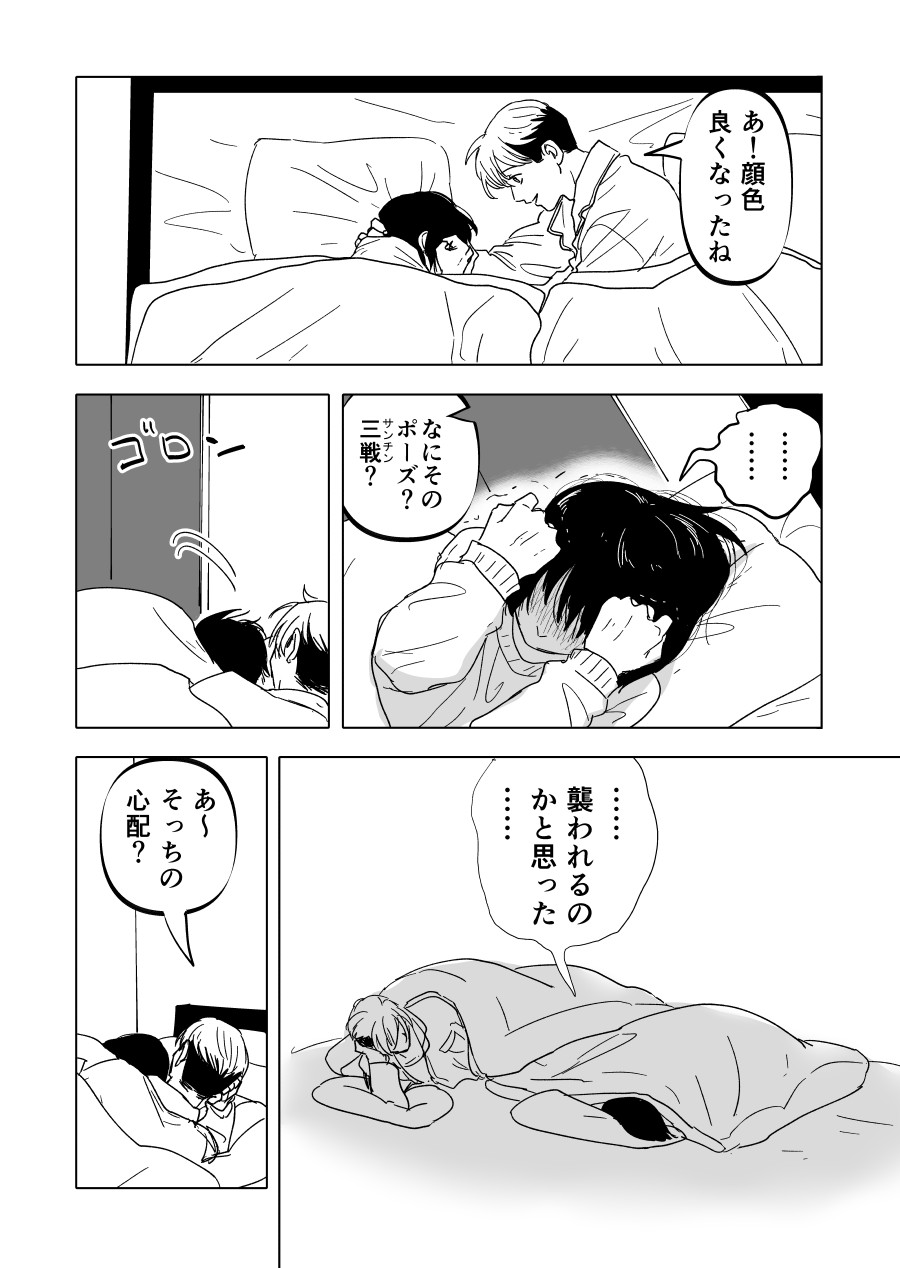 あ！顔色
良くなったね
……
……
なにその
ポーズ？
サンチン
三戦？
ゴロン
……
襲われるの
かと思った
……
あ〜
そっちの
心配？